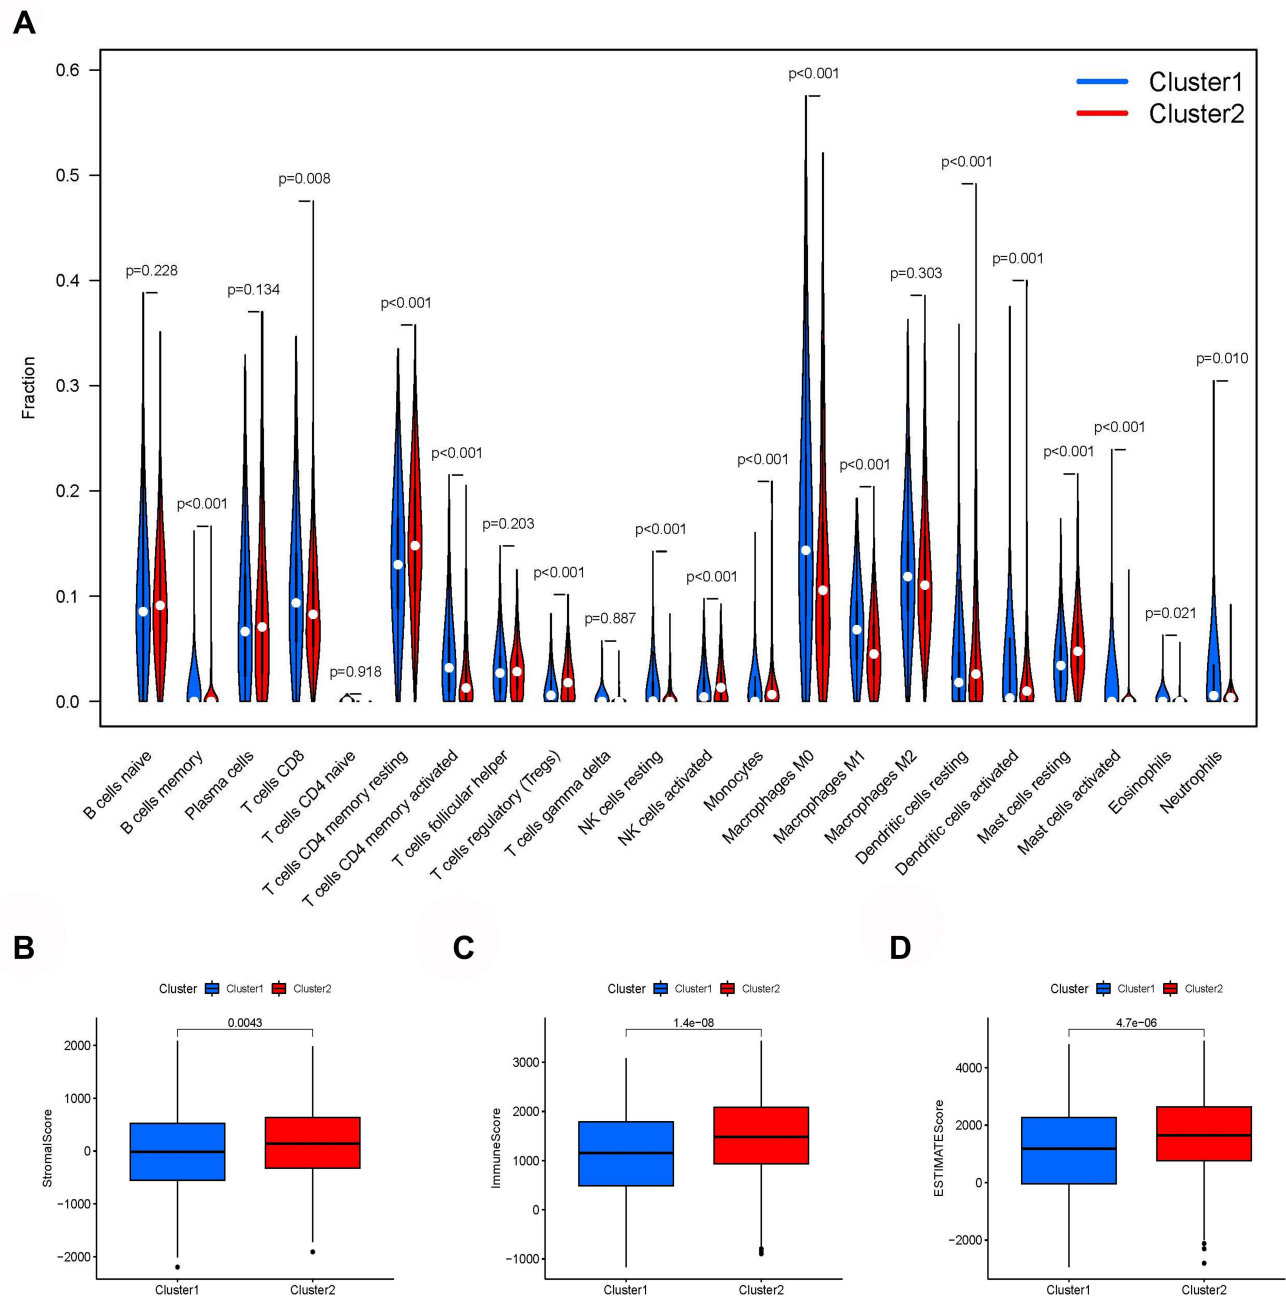 A
Cluster1
Cluster2
Fraction
0.6
0.5
0.4
0.3
0.2
0.1
0.0
p=0.228
p<0.001
p=0.134
p=0.008
p=0.918
p<0.001
p<0.001
p=0.203
p<0.001
p=0.887
p<0.001
p<0.001
p<0.001
p<0.001
p<0.001
p=0.303
p<0.001
p=0.001
p<0.001
p<0.001
p=0.021
p=0.010
B cells naive
B cells memory
Plasma cells
T cells CD8
T cells CD4 naive
T cells CD4 memory resting
T cells CD4 memory activated
T cells follicular helper
T cells regulatory (Tregs)
T cells gamma delta
NK cells resting
NK cells activated
Monocytes
Macrophages M0
Macrophages M1
Macrophages M2
Dendritic cells resting
Dendritic cells activated
Mast cells resting
Mast cells activated
Eosinophils
Neutrophils
B
Cluster Cluster1 Cluster2
0.0043
StromalScore
2000
1000
0
−1000
−2000
Cluster1 Cluster2
C
Cluster Cluster1 Cluster2
1.4e−08
ImmuneScore
3000
2000
1000
0
−1000
Cluster1 Cluster2
D
Cluster Cluster1 Cluster2
4.7e−06
ESTIMATEScore
4000
2000
0
−2000
Cluster1 Cluster2